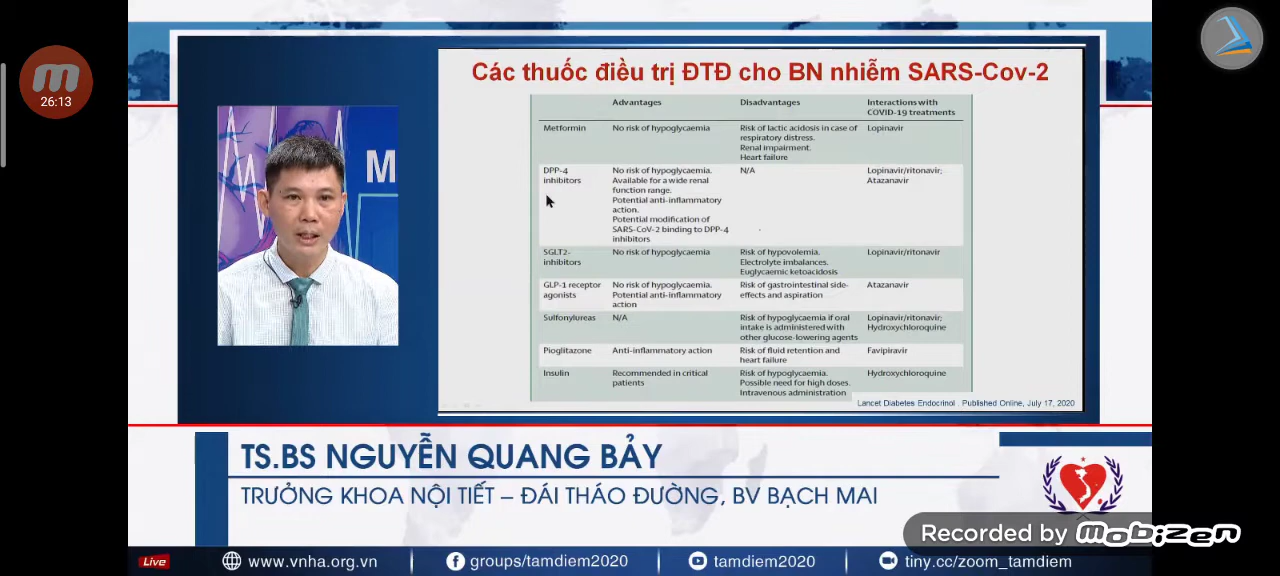 26:13
M
Các thuốc điều trị ĐTĐ cho BN nhiễm SARS-Cov-2
Advantages Disadvantages Interactions with
COVID-19 treatments
Metformin No risk of hypoglycaemia Risk of lactic acidosis in case of Lopinavir
respiratory distress.
Renal impairment.
Heart failure
DPP-4 No risk of hypoglycaemia. N/A Lopinavir/ritonavir;
inhibitors Available for a wide renal Atazanavir
function range.
Potential anti-inflammatory
action.
Potential modification of
SARS-CoV-2 binding to DPP-4
inhibitors
SGLT2- No risk of hypoglycaemia Risk of hypovolemia. Lopinavir/ritonavir
inhibitors Electrolyte imbalances.
Euglycaemic ketoacidosis
GLP-1 receptor No risk of hypoglycaemia. Risk of gastrointestinal side- Atazanavir
agonists Potential anti-inflammatory effects and aspiration
action
Sulfonylureas N/A Risk of hypoglycaemia if oral Lopinavir/ritonavir;
intake is administered with Hydroxychloroquine
other glucose-lowering agents
Pioglitazone Anti-inflammatory action Risk of fluid retention and Favipiravir
heart failure
Insulin Recommended in critical Risk of hypoglycaemia. Hydroxychloroquine
patients Possible need for high doses.
Intravenous administration
Lancet Diabetes Endocrinol . Published Online, July 17, 2020
TS.BS NGUYỄN QUANG BẢY
TRƯỞNG KHOA NỘI TIẾT – ĐÁI THÁO ĐƯỜNG, BV BẠCH MAI
Recorded by mobizen
Live www.vnha.org.vn groups/tamdiem2020 tamdiem2020 tiny.cc/zoom_tamdiem